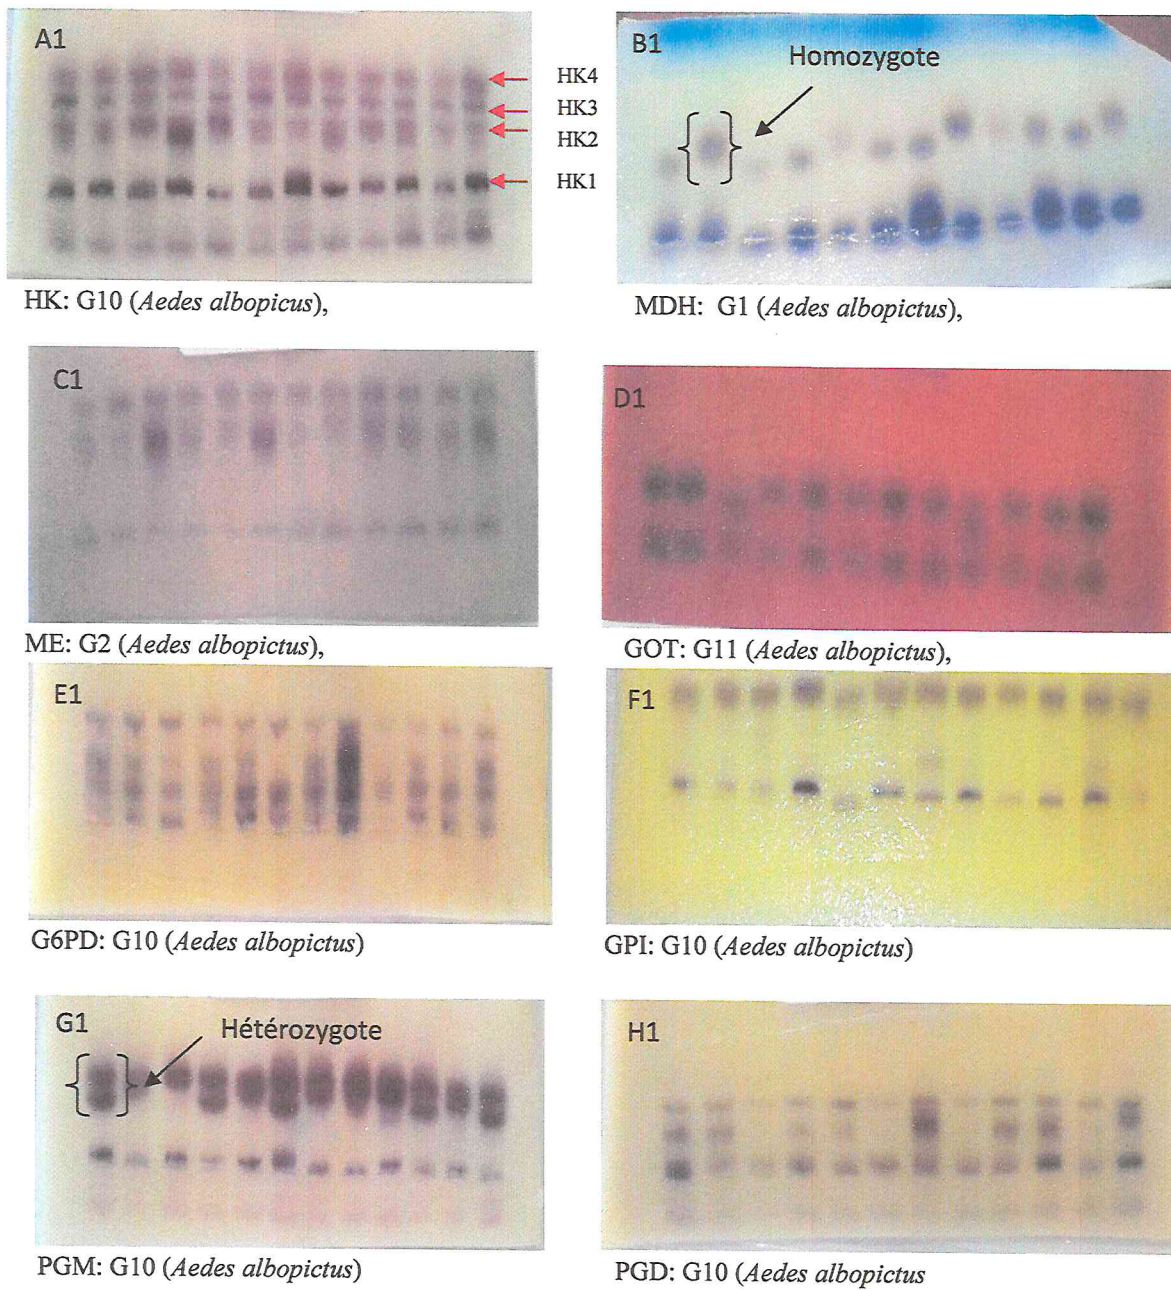 A1
HK4
HK3
HK2
HK1
HK: G10 (Aedes albopicus),
B1
Homozygote
MDH: G1 (Aedes albopictus),
C1
ME: G2 (Aedes albopictus),
D1
GOT: G11 (Aedes albopictus),
E1
G6PD: G10 (Aedes albopictus)
F1
GPI: G10 (Aedes albopictus)
G1
Hétérozygote
PGM: G10 (Aedes albopictus)
H1
PGD: G10 (Aedes albopictus